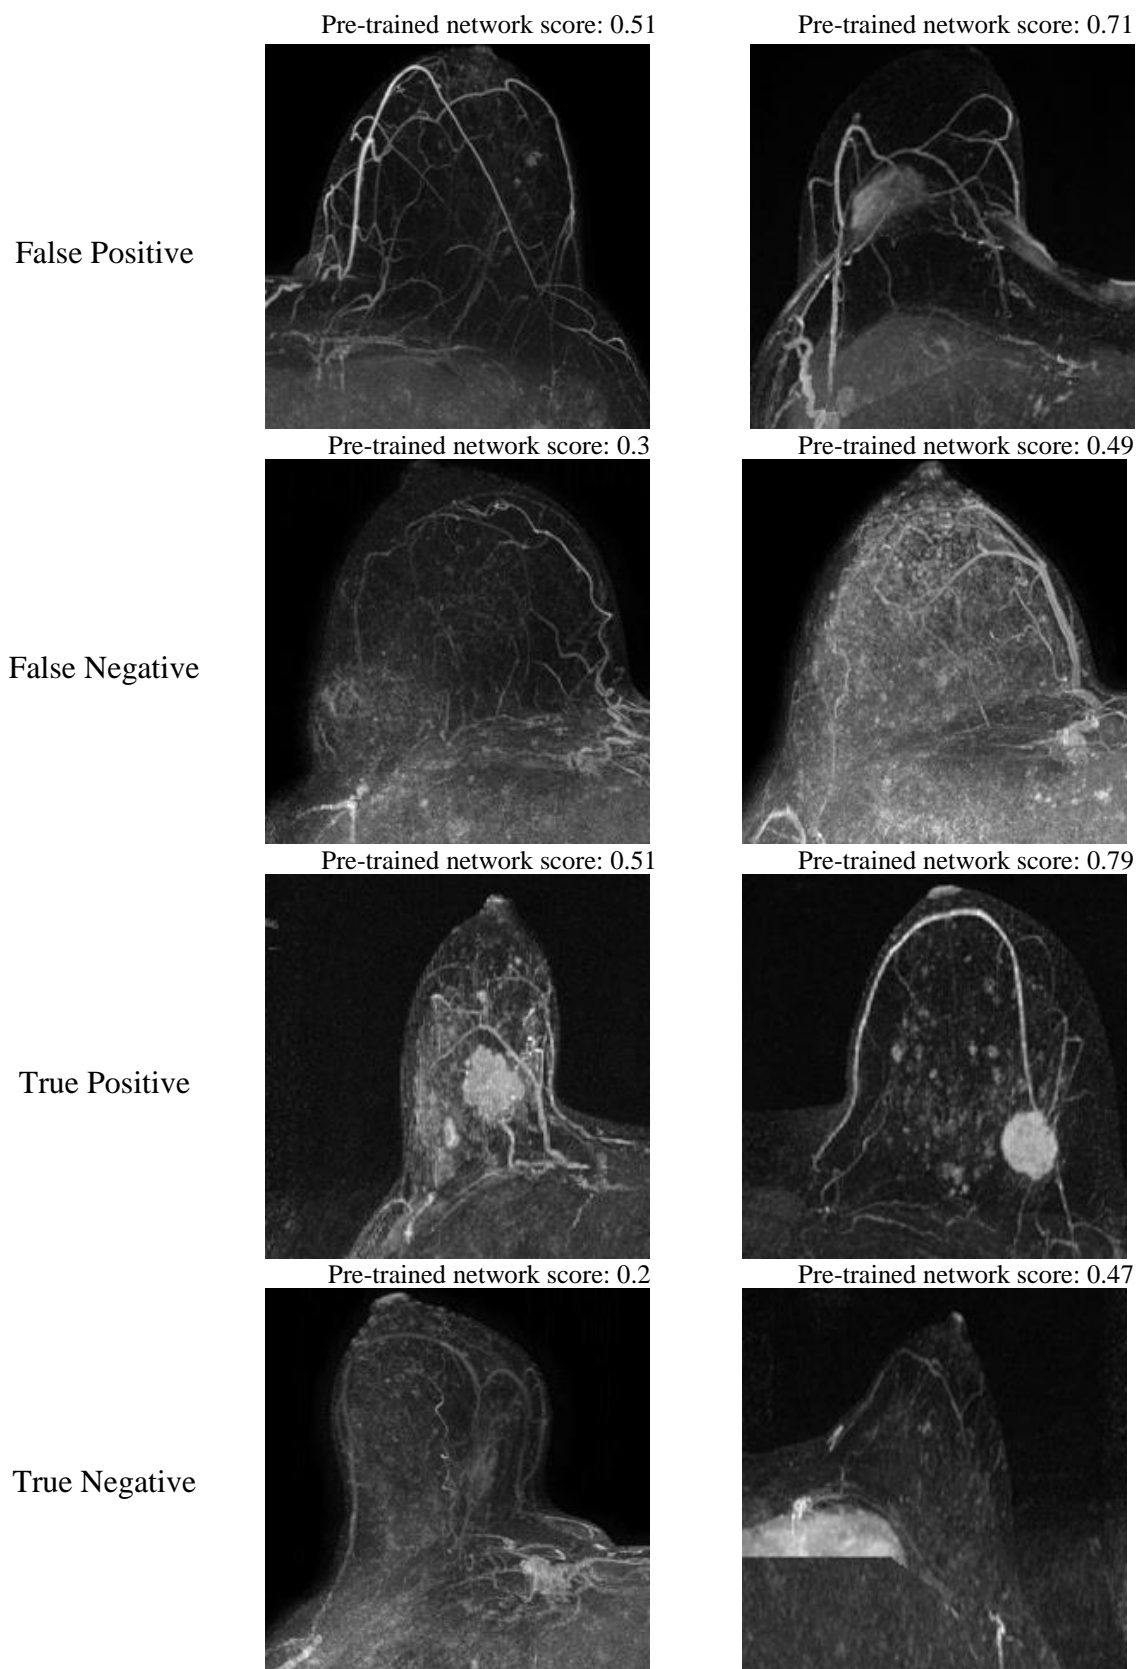 Pre-trained network score: 0.51
Pre-trained network score: 0.71
False Positive
Pre-trained network score: 0.3
Pre-trained network score: 0.49
False Negative
Pre-trained network score: 0.51
Pre-trained network score: 0.79
True Positive
Pre-trained network score: 0.2
Pre-trained network score: 0.47
True Negative